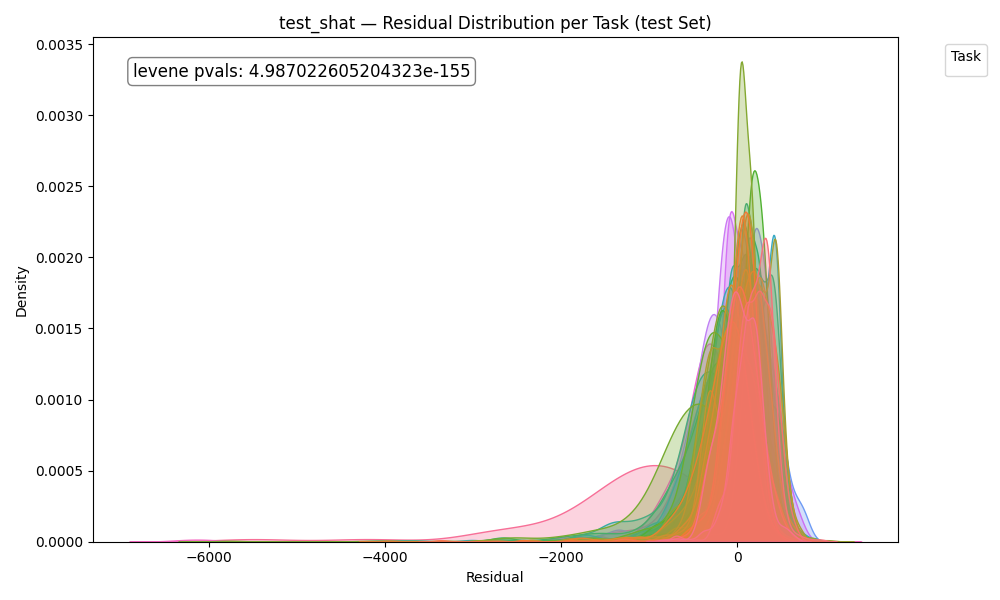 test_shat — Residual Distribution per Task (test Set)
levene pvals: 4.987022605204323e-155
Task
0.0035
0.0030
0.0025
0.0020
0.0015
0.0010
0.0005
0.0000
Density
−6000
−4000
−2000
0
Residual